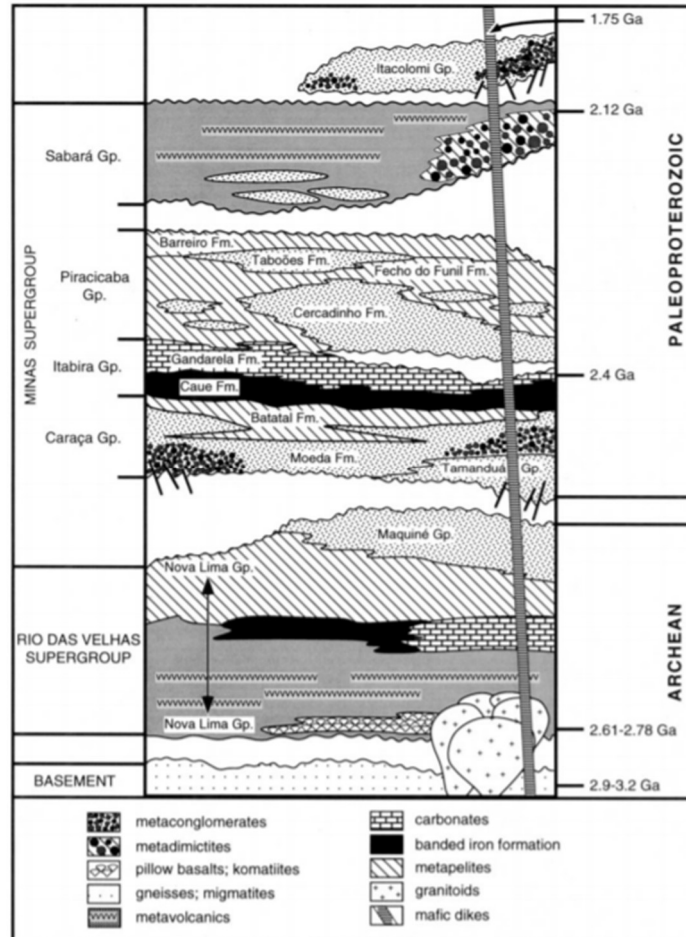 1.75 Ga
Itacolomi Gp.
2.12 Ga
Sabará Gp.
PALEOPROTEROZOIC
MINAS SUPERGROUP
Barreiro Fm.
Taboões Fm.
Fecho do Funil Fm.
Piracicaba
Gp.
Cercadinho Fm.
Itabira Gp.
Gandarela Fm.
2.4 Ga
Caue Fm.
Batatal Fm.
Caraça Gp.
Moeda Fm.
Tamanduá Gp.
Maquiné Gp.
Nova Lima Gp.
ARCHEAN
RIO DAS VELHAS
SUPERGROUP
Nova Lima Gp.
2.61-2.78 Ga
BASEMENT
2.9-3.2 Ga
metaconglomerates
metadimictites
pillow basalts; komatiites
gneisses; migmatites
metavolcanics
carbonates
banded iron formation
metapelites
granitoids
mafic dikes